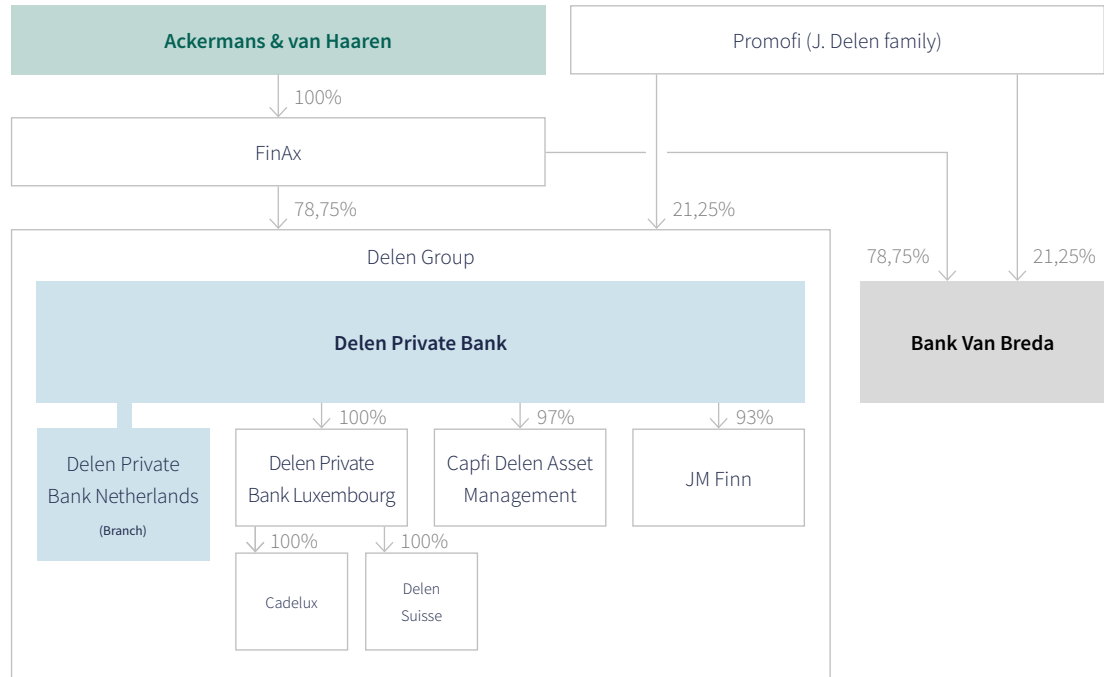 Ackermans & van Haaren
Promofi (J. Delen family)
100%
FinAx
78,75%
21,25%
Delen Group
78,75%
21,25%
Delen Private Bank
Bank Van Breda
100%
97%
93%
Delen Private
Bank Netherlands
(Branch)
Delen Private
Bank Luxembourg
Capfi Delen Asset
Management
JM Finn
100%
100%
Cadelux
Delen
Suisse